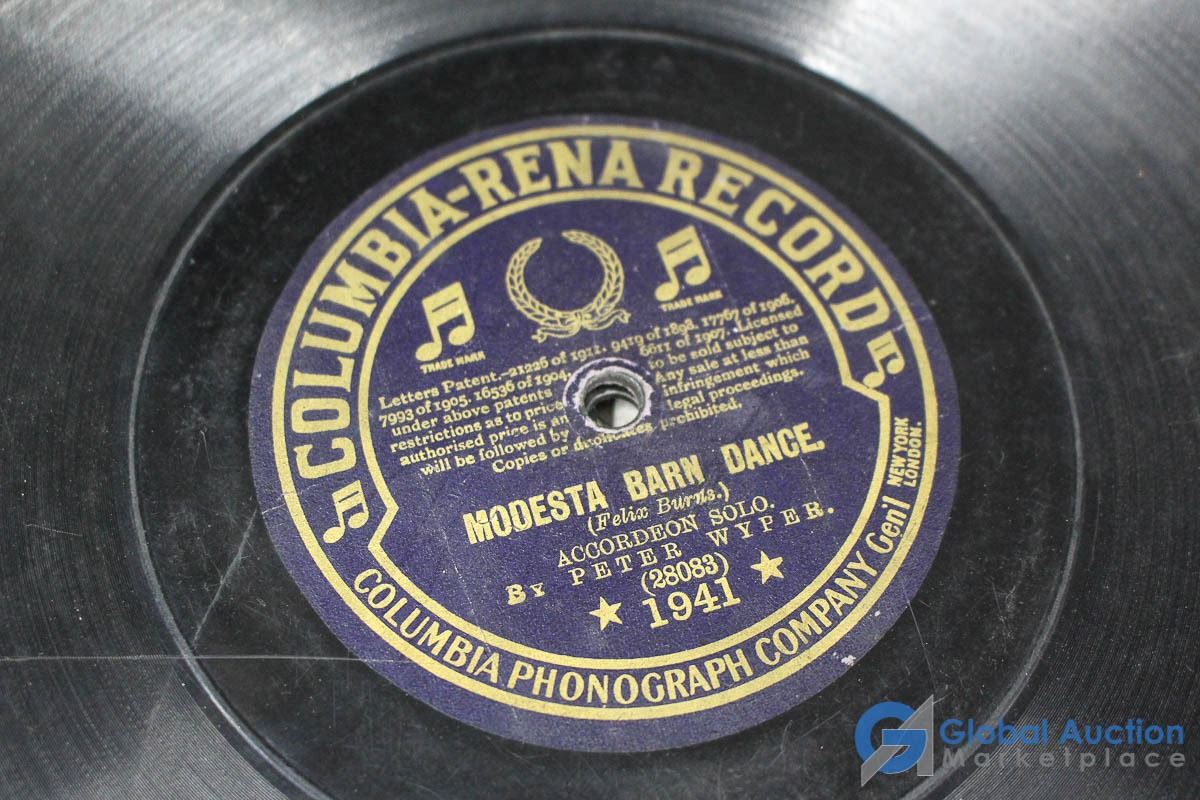 COLUMBIA-RENA RECORD
TRADE MARK
TRADE MARK
Letters Patent.-21226 of 1911. 9419 of 1898. 17767 of 1906.
7993 of 1905. 16536 of 1904. 6611 of 1907. Licensed
under above patents to be sold subject to
restrictions as to price Any sale at less than
authorised price is an infringement which
will be followed by legal proceedings.
Copies or duplicates prohibited.
MODESTA BARN DANCE.
(Felix Burns.)
ACCORDEON SOLO.
BY PETER WYPER.
(28083)
1941
COLUMBIA PHONOGRAPH COMPANY Gen'l
NEW YORK
LONDON.
Global Auction
Marketplace